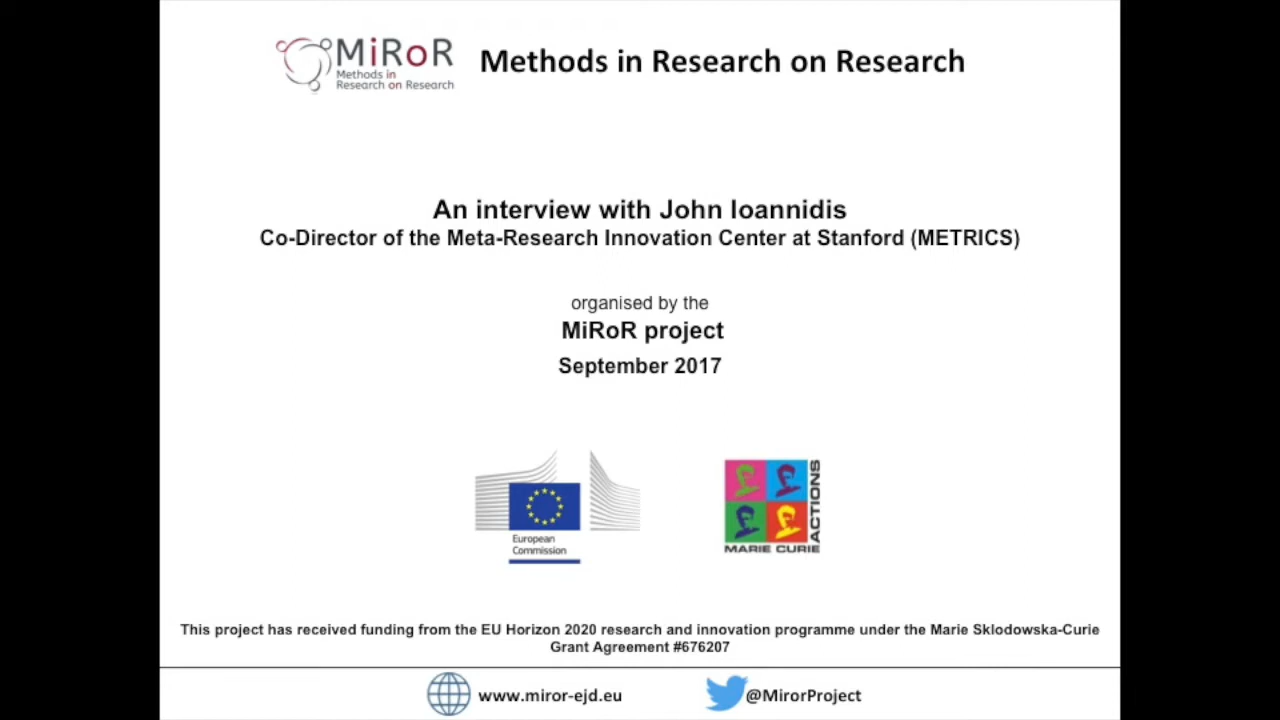 MiRoR
Methods in
Research on Research
Methods in Research on Research
An interview with John Ioannidis
Co-Director of the Meta-Research Innovation Center at Stanford (METRICS)
organised by the
MiRoR project
September 2017
European
Commission
MARIE CURIE
ACTIONS
This project has received funding from the EU Horizon 2020 research and innovation programme under the Marie Sklodowska-Curie
Grant Agreement #676207
www.miror-ejd.eu
@MirorProject